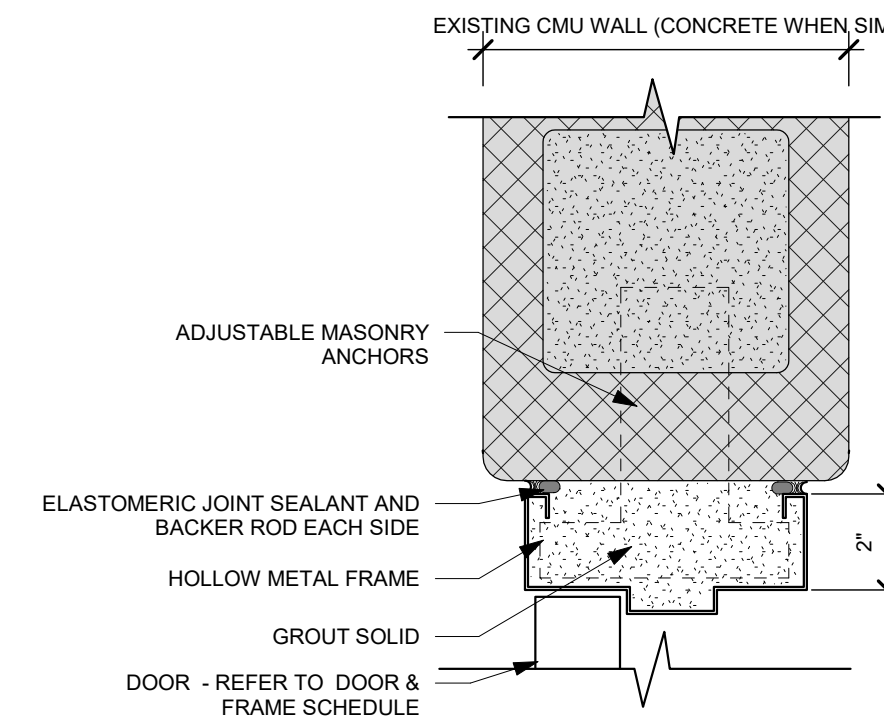 EXISTING CMU WALL (CONCRETE WHEN SIM
ADJUSTABLE MASONRY
ANCHORS
ELASTOMERIC JOINT SEALANT AND
BACKER ROD EACH SIDE
2"
HOLLOW METAL FRAME
GROUT SOLID
DOOR - REFER TO DOOR &
FRAME SCHEDULE